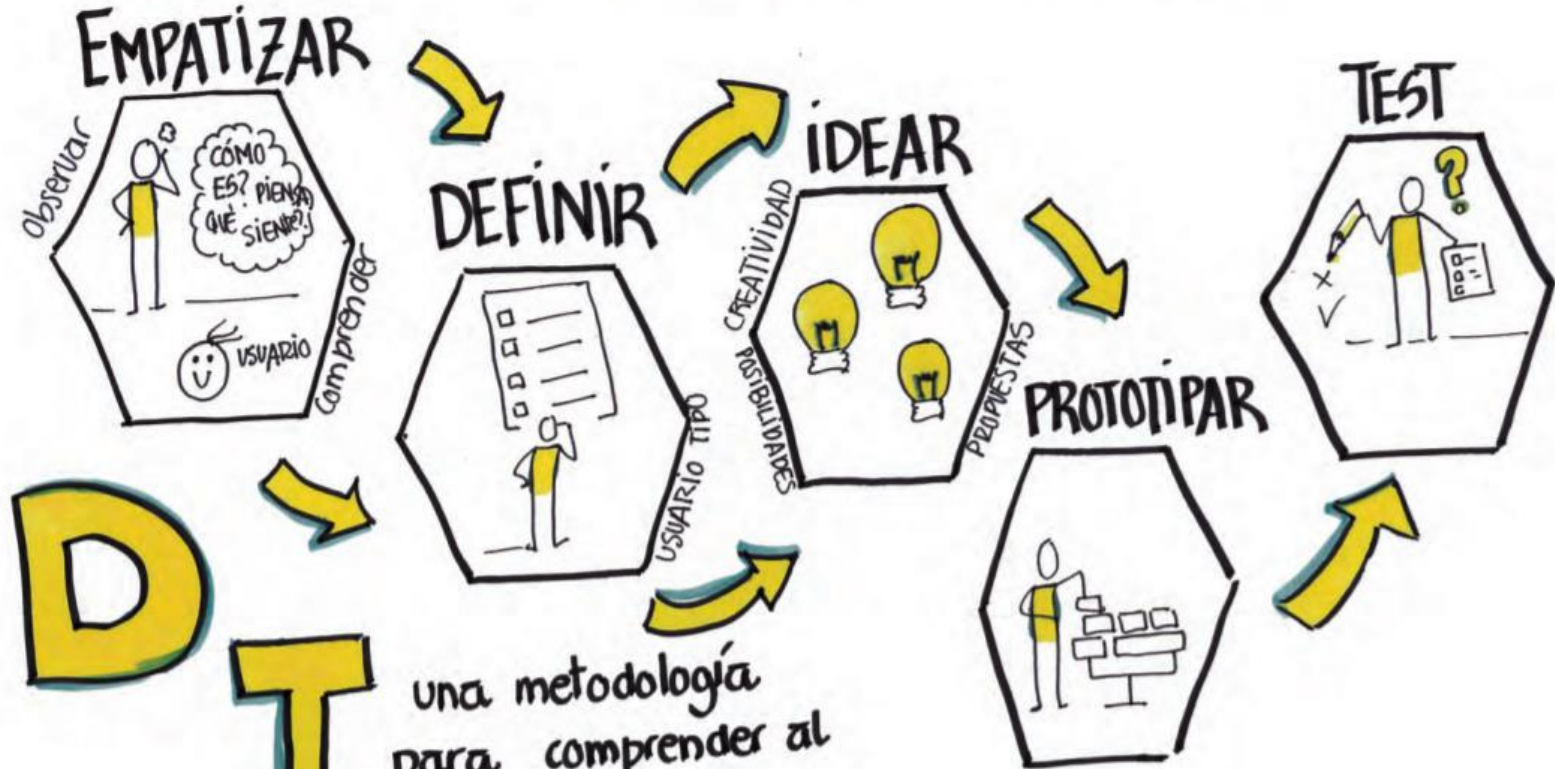 EMPATIZAR
Observar
CÓMO
ES? PIENSA
QUÉ SIENTE?
USUARIO
comprender
DEFINIR
USUARIO TIPO
IDEAR
CREATIVIDAD
POSIBILIDADES
PROPUESTAS
PROTOTIPAR
TEST
?
DT
una metodología
para comprender al